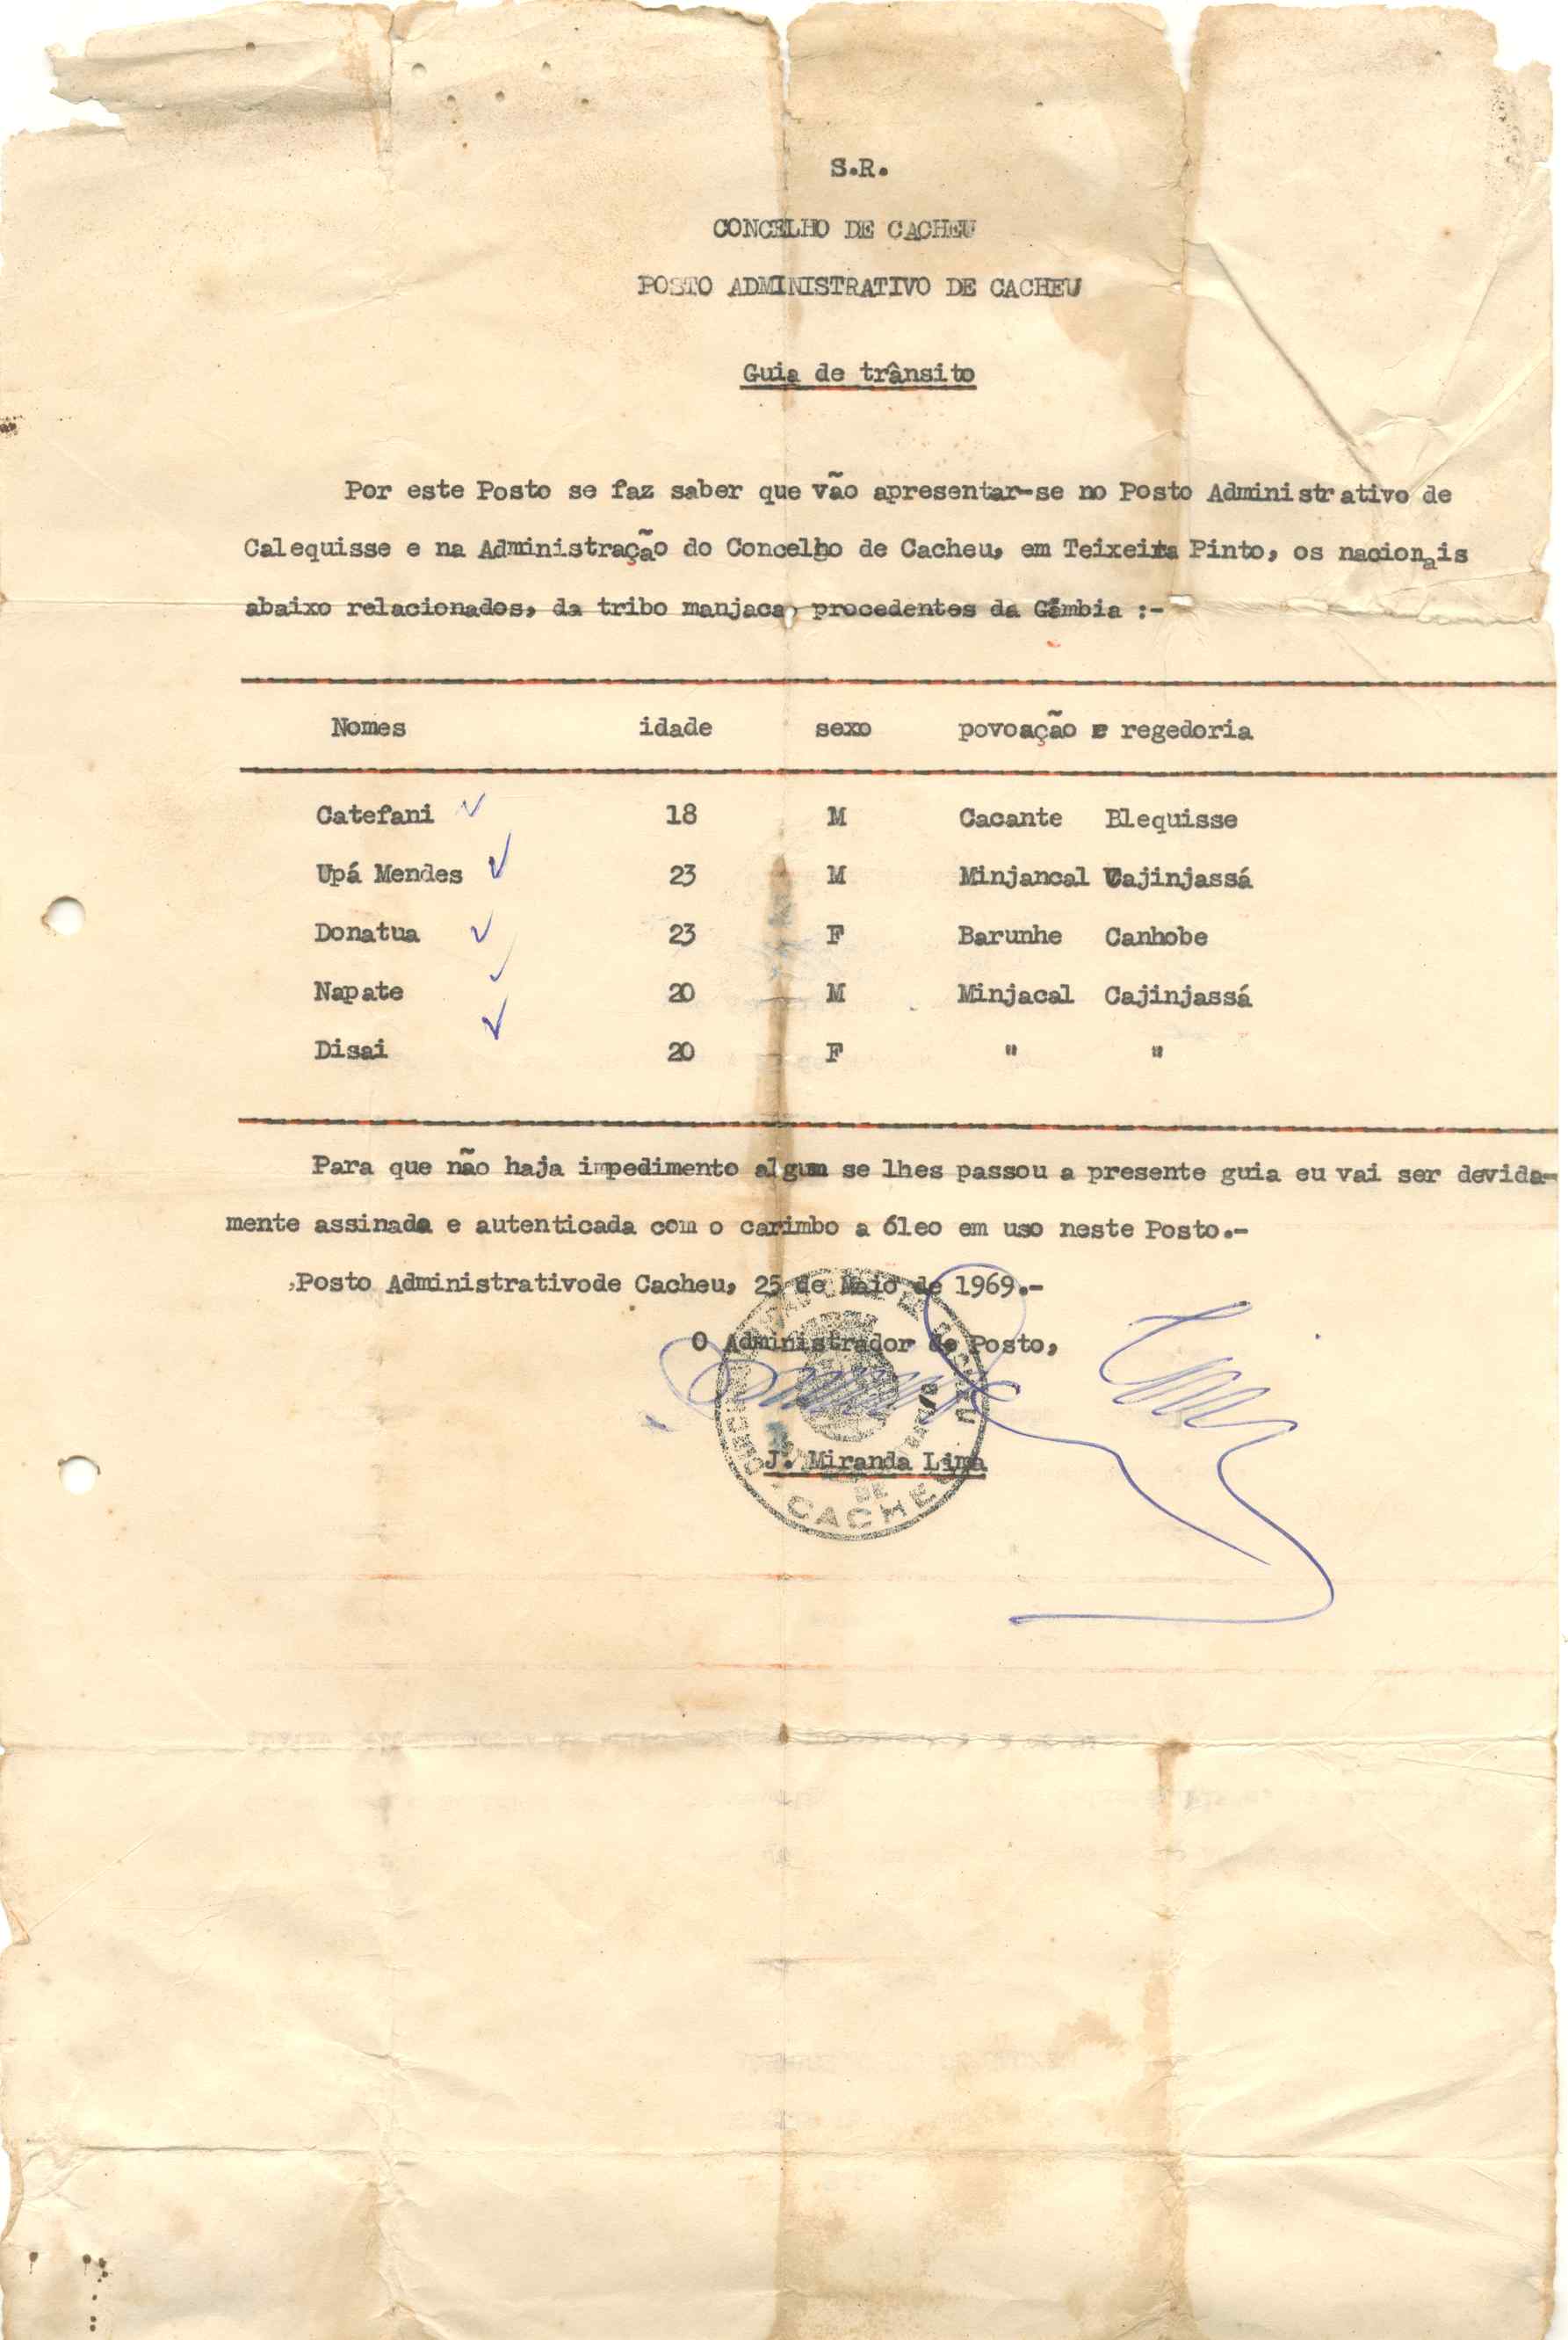 S.R.
CONCELHO DE CACHEU
POSTO ADMINISTRATIVO DE CACHEU
Guia de trânsito
Por este Posto se faz saber que vão apresentar-se no Posto Administrativo de
Calequisse e na Administração do Concelho de Cacheu, em Teixeira Pinto, os nacionais
abaixo relacionados, da tribo manjaca, procedentes da Gâmbia :-
Nomes idade sexo povoação e regedoria
Catefani 18 M Cacante Blequisse
Upá Mendes 23 M Minjancal Cajinjassá
Donatua 23 F Barunhe Canhobe
Napate 20 M Minjacal Cajinjassá
Disai 20 F " "
Para que não haja impedimento algum se lhes passou a presente guia eu vai ser devida-
mente assinada e autenticada com o carimbo a óleo em uso neste Posto.-
,Posto Administrativode Cacheu, 25 de Maio de 1969.-
O Administrador de Posto,
J. Miranda Lima
DE
CACHEU